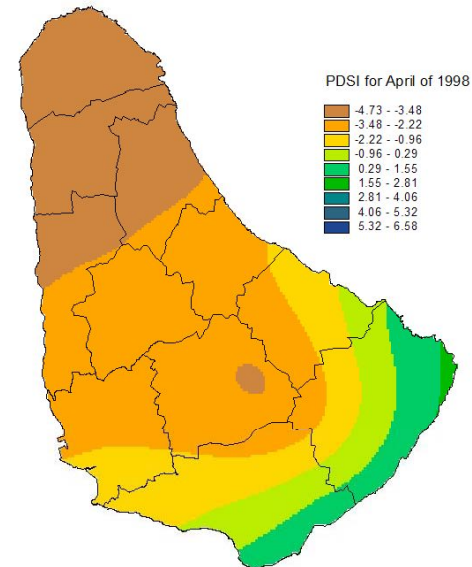 PDSI for April of 1998
-4.73 - -3.48
-3.48 - -2.22
-2.22 - -0.96
-0.96 - 0.29
0.29 - 1.55
1.55 - 2.81
2.81 - 4.06
4.06 - 5.32
5.32 - 6.58